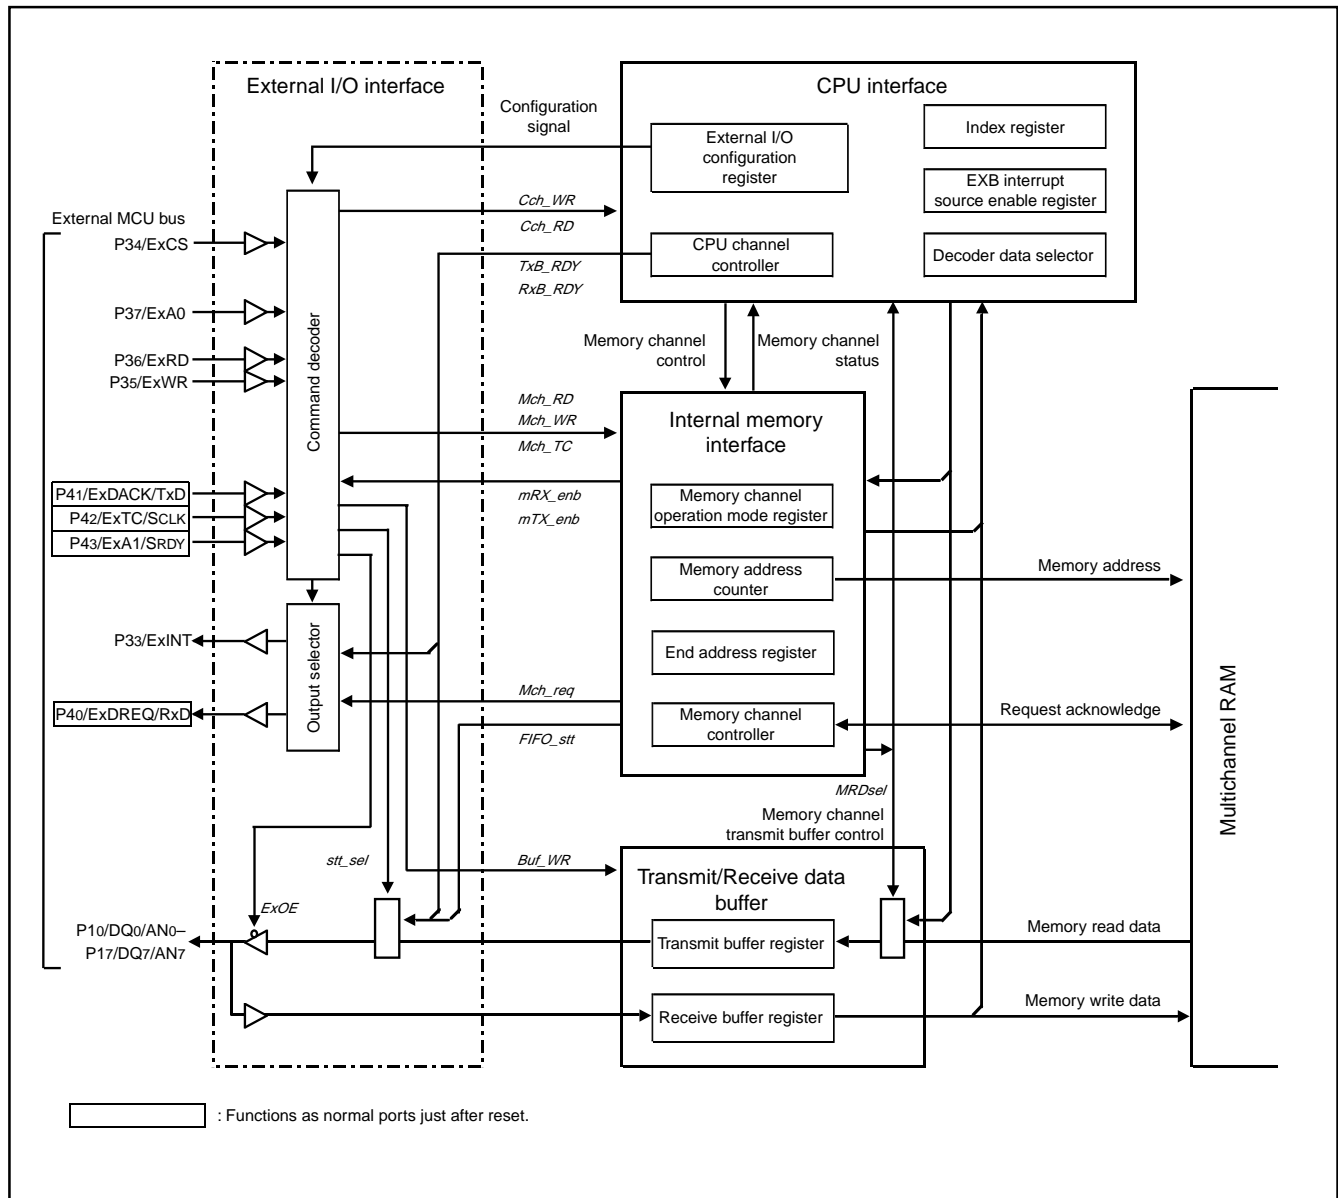 External I/O interface
CPU interface
Configuration
signal
External I/O
configuration
register
Index register
EXB interrupt
source enable register
Decoder data selector
CPU channel
controller
External MCU bus
P34/ExCS
P37/ExA0
P36/ExRD
P35/ExWR
P41/ExDACK/TxD
P42/ExTC/SCLK
P43/ExA1/SRDY
P33/ExINT
P40/ExDREQ/RxD
P10/DQ0/AN0–
P17/DQ7/AN7
Command decoder
Output selector
Cch_WR
Cch_RD
TxB_RDY
RxB_RDY
Memory channel
control
Memory channel
status
Mch_RD
Mch_WR
Mch_TC
mRX_enb
mTX_enb
Internal memory
interface
Memory channel
operation mode register
Memory address
counter
End address register
Memory channel
controller
Mch_req
FIFO_stt
Memory address
Request acknowledge
Multichannel RAM
MRDsel
Memory channel
transmit buffer control
stt_sel
Buf_WR
ExOE
Transmit/Receive data
buffer
Transmit buffer register
Receive buffer register
Memory read data
Memory write data
: Functions as normal ports just after reset.